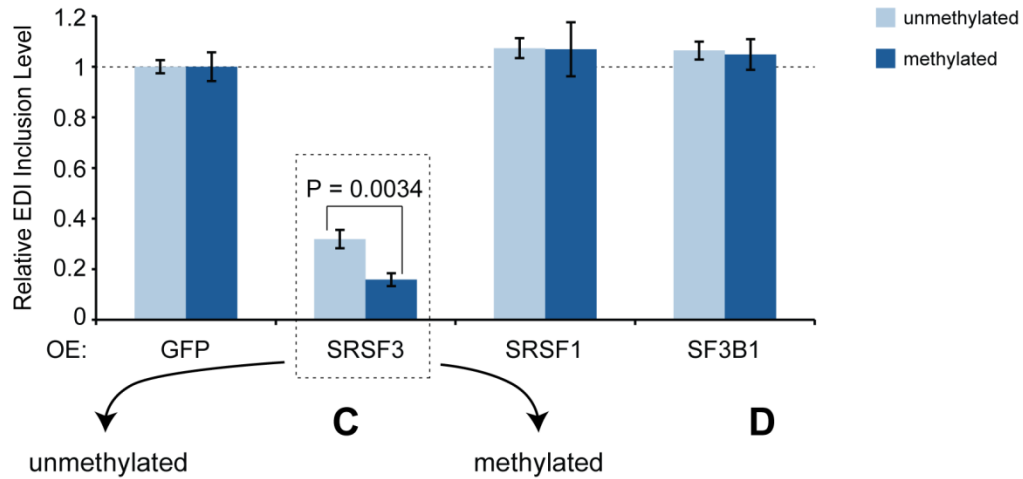 Relative EDI Inclusion Level
1.2
1
0.8
0.6
0.4
0.2
0
unmethylated
methylated
P = 0.0034
OE: GFP SRSF3 SRSF1 SF3B1
C D
unmethylated methylated